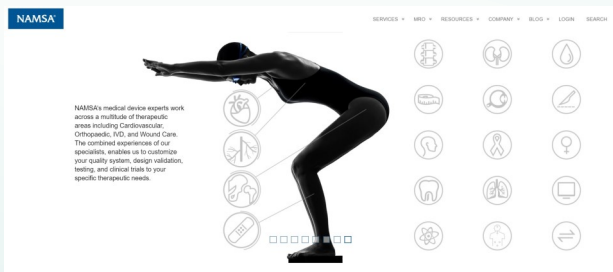 NAMSA®
SERVICES MRO RESOURCES COMPANY BLOG LOGIN SEARCH
NAMSA's medical device experts work
across a multitude of therapeutic
areas including Cardiovascular,
Orthopaedic, IVD, and Wound Care.
The combined experiences of our
specialists, enables us to customize
your quality system, design validation,
testing, and clinical trials to your
specific therapeutic needs.